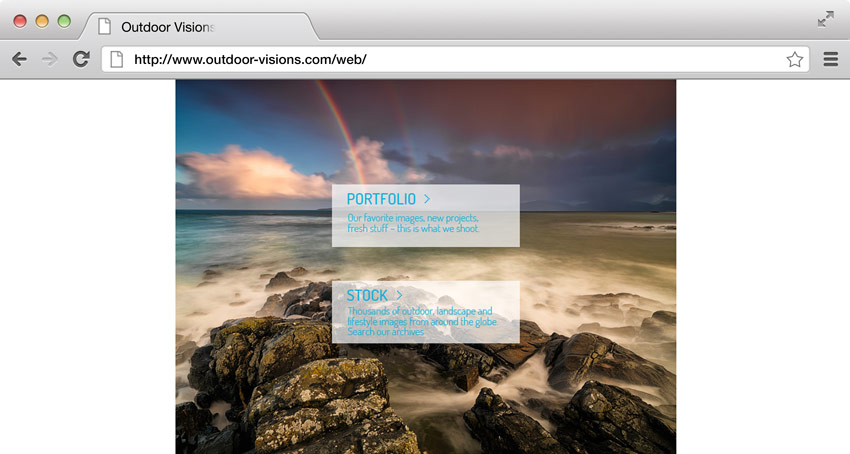 Outdoor Visions
http://www.outdoor-visions.com/web/
PORTFOLIO >
Our favorite images, new projects,
fresh stuff – this is what we shoot.
STOCK >
Thousands of outdoor, landscape and
lifestyle images from around the globe.
Search our archives